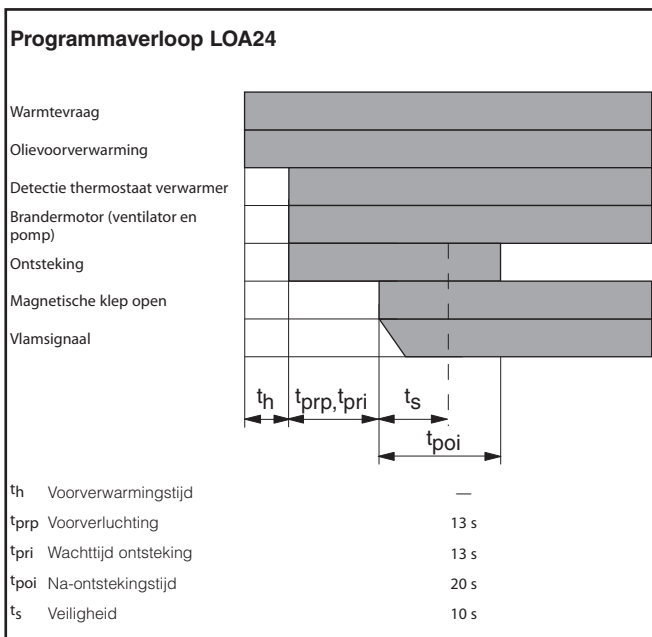 Programmaverloop LOA24
Warmtevraag
Olievoorverwarming
Detectie thermostaat verwarmer
Brandermotor (ventilator en
pomp)
Ontsteking
Magnetische klep open
Vlamsignaal
th tprp,tpri ts
tpoi
th Voorverwarmingstijd —
tprp Voorverluchting 13 s
tpri Wachttijd ontsteking 13 s
tpoi Na-ontstekingstijd 20 s
ts Veiligheid 10 s